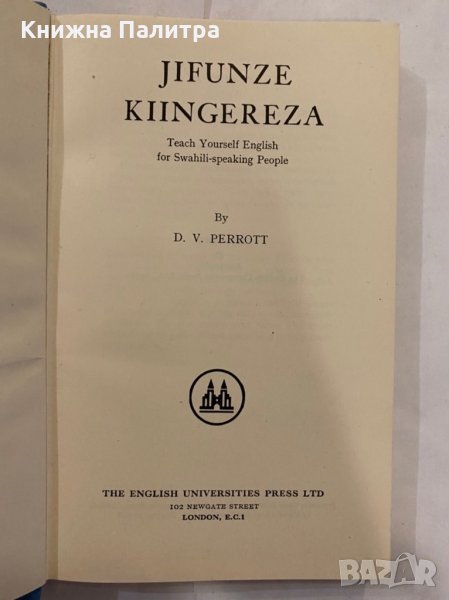 Книжна Палитра
JIFUNZE
KIINGEREZA
Teach Yourself English
for Swahili-speaking People
By
D. V. PERROTT
THE ENGLISH UNIVERSITIES PRESS LTD
102 NEWGATE STREET
LONDON, E.C.1
BAZAR